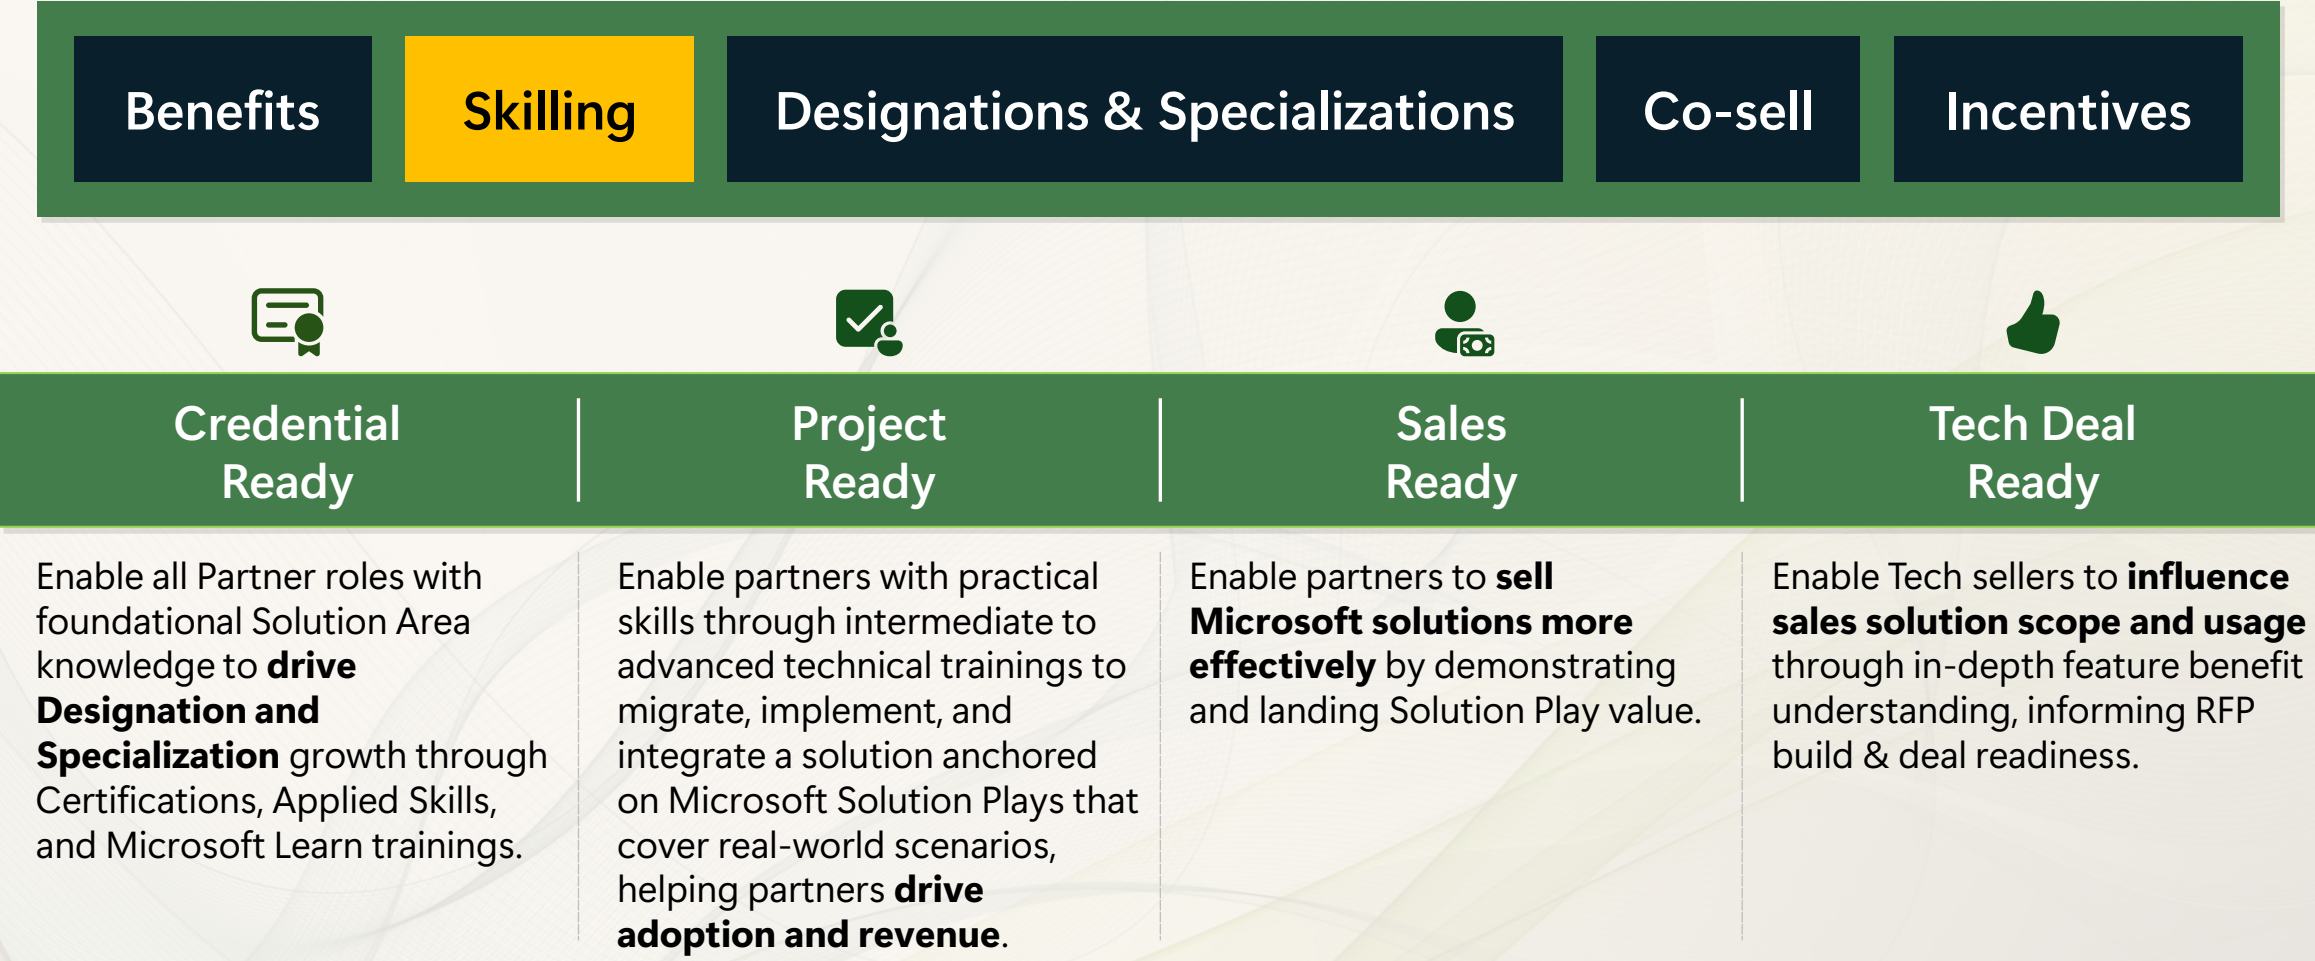 Benefits
Skilling
Designations & Specializations
Co-sell
Incentives
Credential
Ready
Project
Ready
Sales
Ready
Tech Deal
Ready
Enable all Partner roles with
foundational Solution Area
knowledge to drive
Designation and
Specialization growth through
Certifications, Applied Skills,
and Microsoft Learn trainings.
Enable partners with practical
skills through intermediate to
advanced technical trainings to
migrate, implement, and
integrate a solution anchored
on Microsoft Solution Plays that
cover real-world scenarios,
helping partners drive
adoption and revenue.
Enable partners to sell
Microsoft solutions more
effectively by demonstrating
and landing Solution Play value.
Enable Tech sellers to influence
sales solution scope and usage
through in-depth feature benefit
understanding, informing RFP
build & deal readiness.